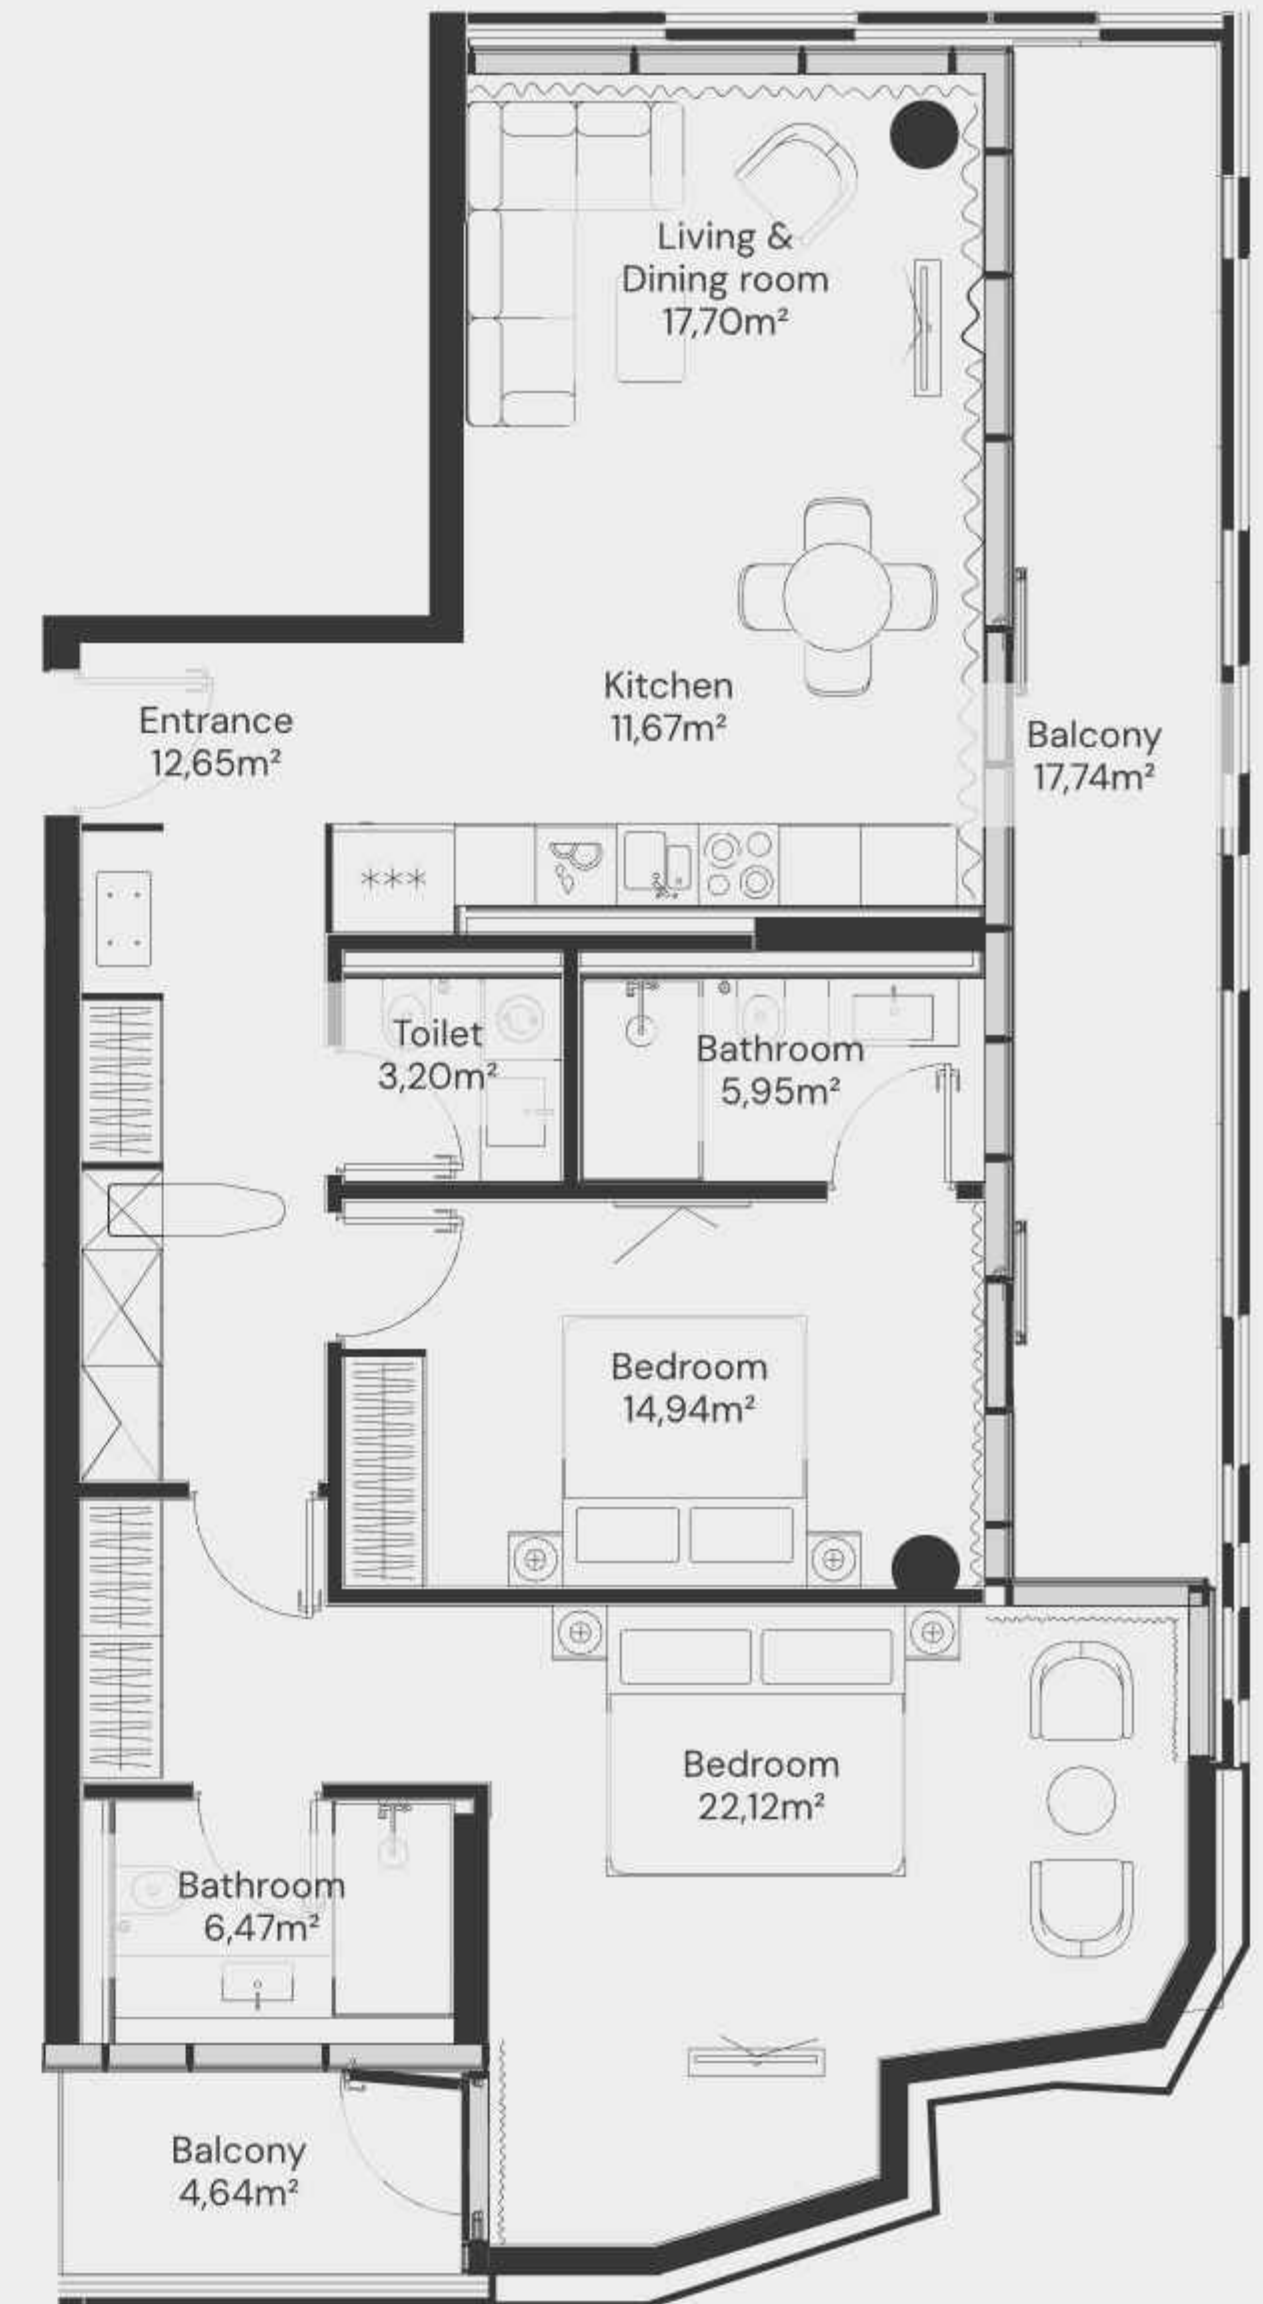 Living &
Dining room
17,70m²
Kitchen
11,67m²
Entrance
12,65m²
Balcony
17,74m²
***
Toilet
3,20m²
Bathroom
5,95m²
Bedroom
14,94m²
Bedroom
22,12m²
Bathroom
6,47m²
Balcony
4,64m²